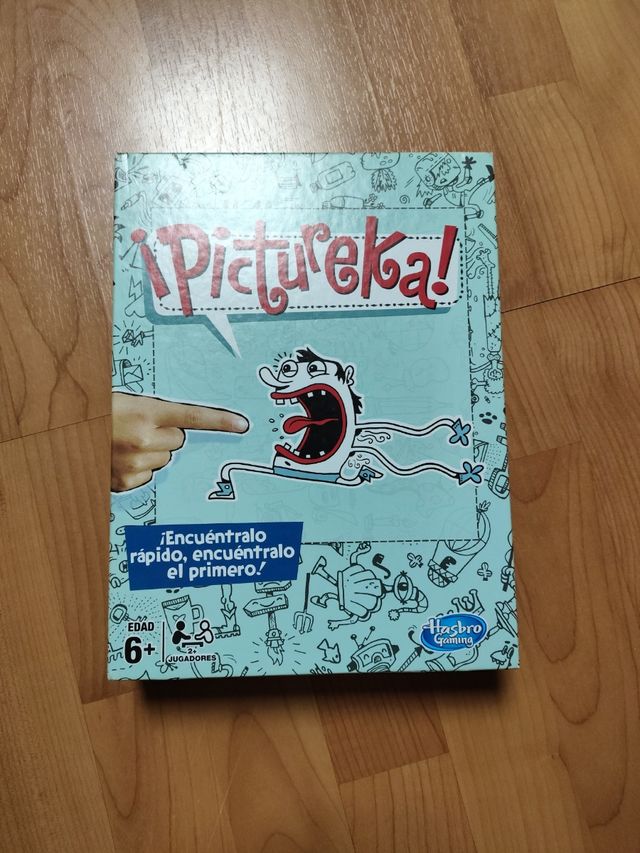 ¡Pictureka!
¡Encuéntralo
rápido, encuéntralo
el primero!
EDAD
6+
2+
JUGADORES
Hasbro
Gaming